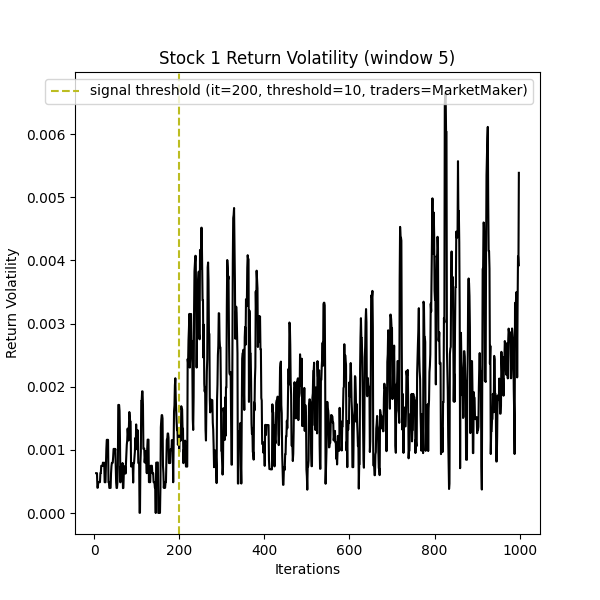 Stock 1 Return Volatility (window 5)
signal threshold (it=200, threshold=10, traders=MarketMaker)
0.006
0.005
0.004
0.003
0.002
0.001
0.000
Return Volatility
0 200 400 600 800 1000
Iterations